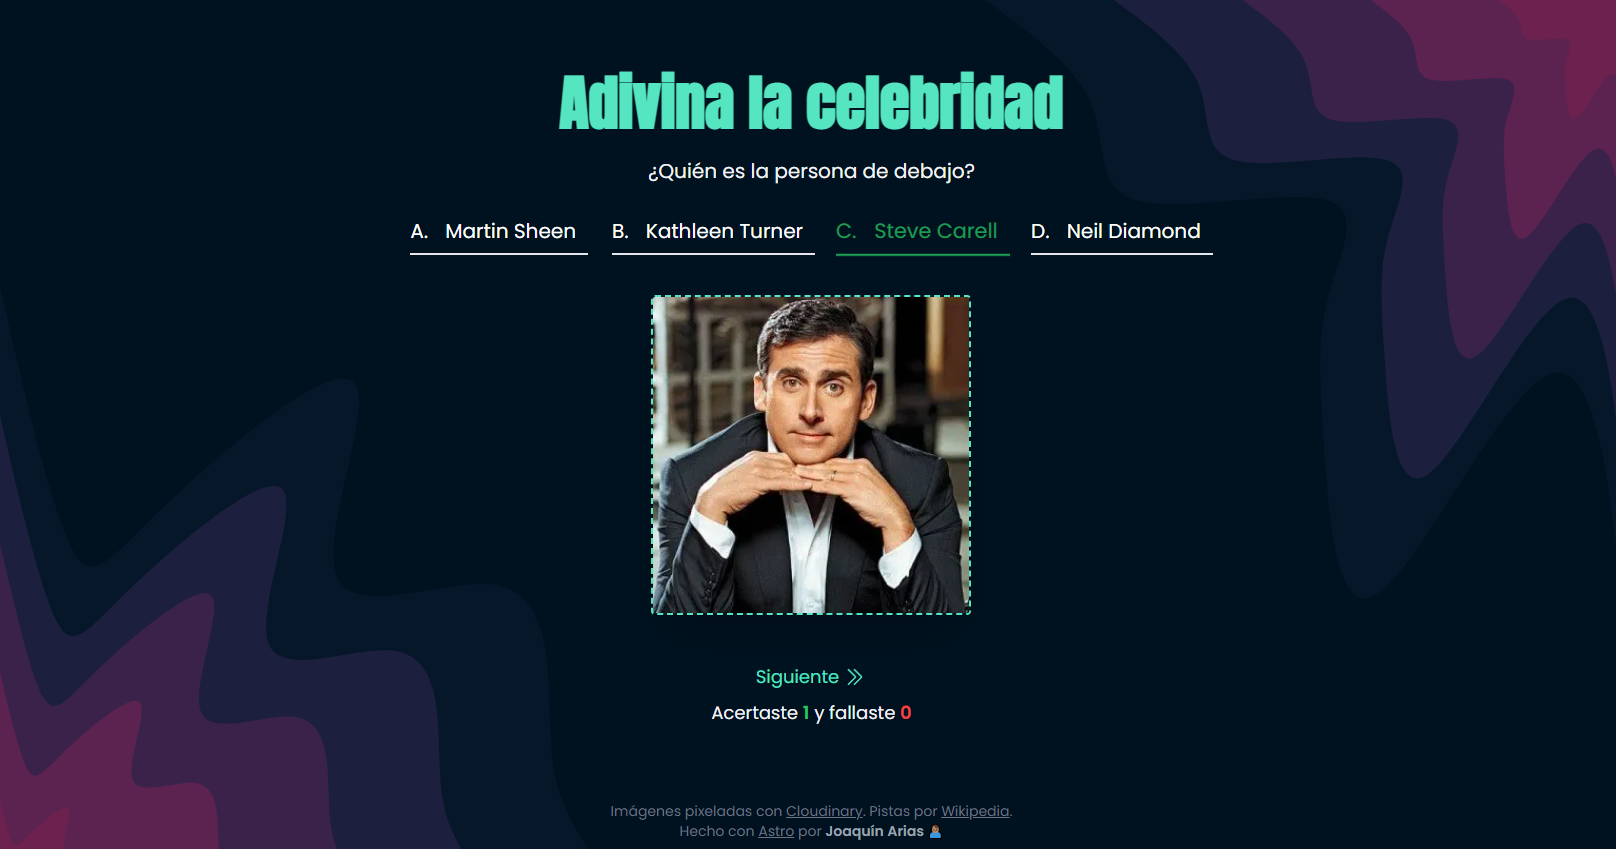 Adivina la celebridad
¿Quién es la persona de debajo?
A. Martin Sheen B. Kathleen Turner C. Steve Carell D. Neil Diamond
Siguiente
Acertaste 1 y fallaste 0
Imágenes pixeladas con Cloudinary. Pistas por Wikipedia.
Hecho con Astro por Joaquín Arias